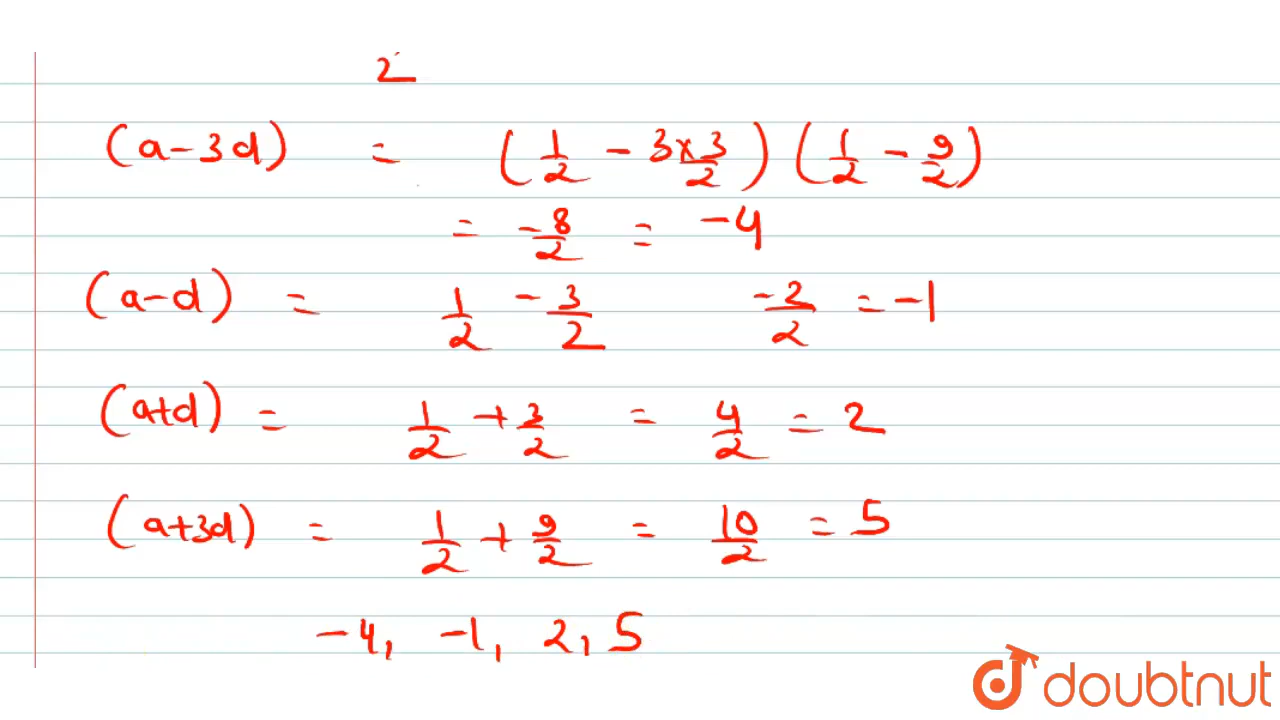 2
(a-3d) = (1/2 - 3×3/2) (1/2 - 9/2)
= -8/2 = -4
(a-d) = 1/2 - 3/2 -2/2 = -1
(a+d) = 1/2 + 3/2 = 4/2 = 2
(a+3d) = 1/2 + 9/2 = 10/2 = 5
-4, -1, 2, 5
doubtnut